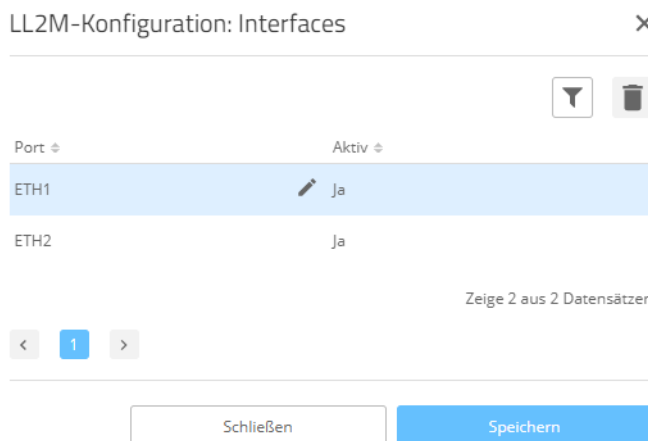 LL2M-Konfiguration: Interfaces
Port Aktiv
ETH1 Ja
ETH2 Ja
Zeige 2 aus 2 Datensätzen
1
Schließen Speichern